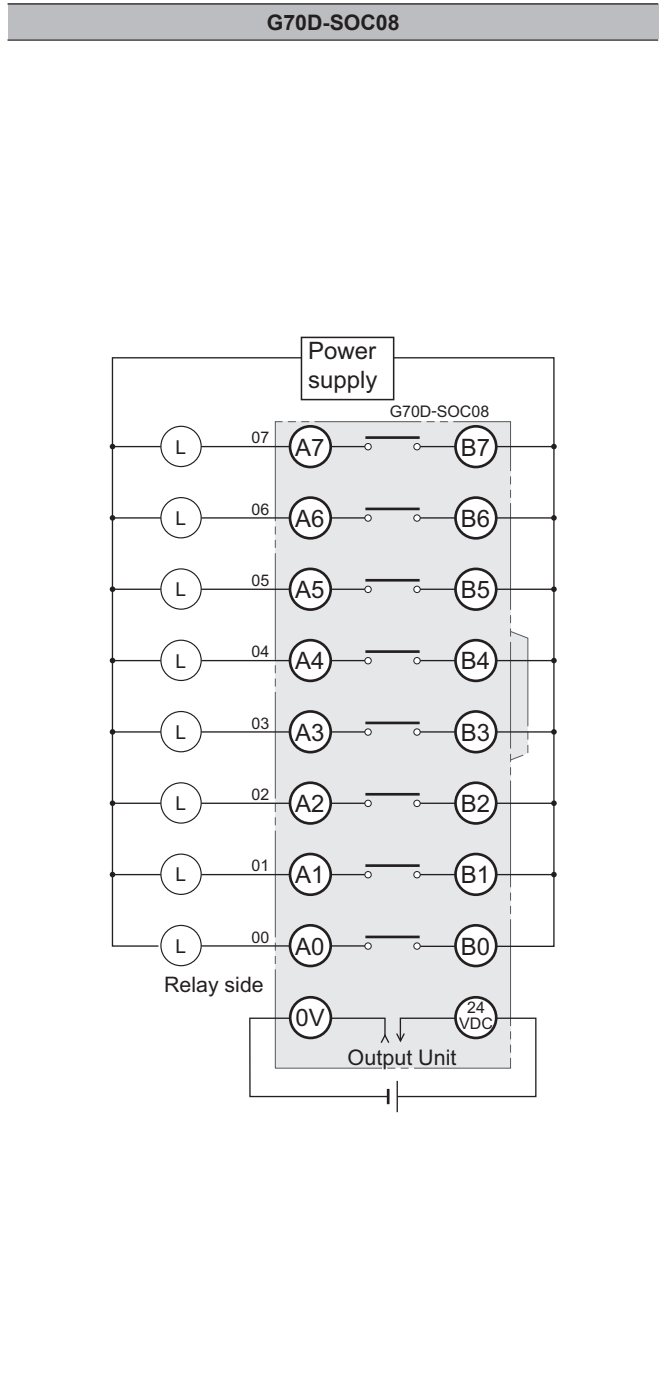 G70D-SOC08
Power
supply
G70D-SOC08
L 07 A7 B7
L 06 A6 B6
L 05 A5 B5
L 04 A4 B4
L 03 A3 B3
L 02 A2 B2
L 01 A1 B1
L 00 A0 B0
Relay side
0V 24
VDC
Output Unit